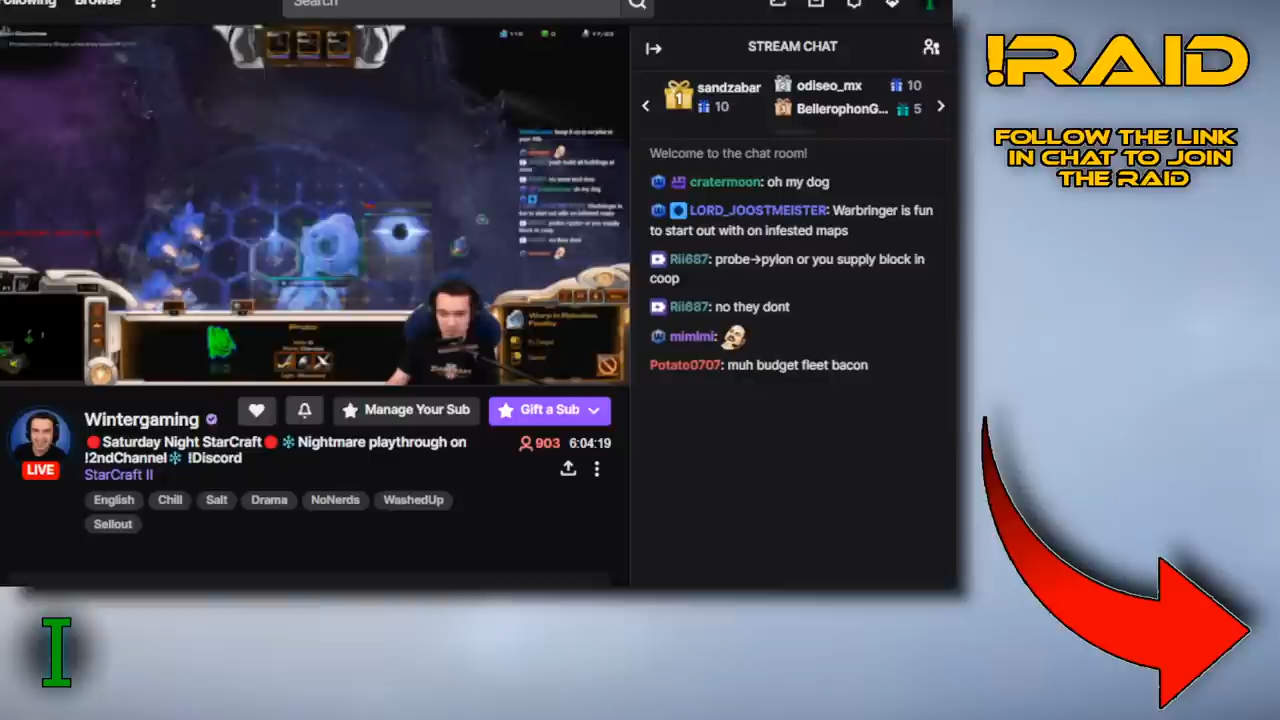 Following
Browse
Search
STREAM CHAT
1
sandzabar
10
2
odiseo_mx
10
3
BellerophonG...
5
Welcome to the chat room!
cratermoon: oh my dog
LORD_JOOSTMEISTER: Warbringer is fun
to start out with on infested maps
Rii687: probe→pylon or you supply block in
coop
Rii687: no they dont
mimlmi:
Potato0707: muh budget fleet bacon
Wintergaming
Manage Your Sub
Gift a Sub
🔴Saturday Night StarCraft🔴 ❄Nightmare playthrough on
!2ndChannel❄ !Discord
903
6:04:19
LIVE
StarCraft II
English
Chill
Salt
Drama
NoNerds
WashedUp
Sellout
!RAID
FOLLOW THE LINK
IN CHAT TO JOIN
THE RAID
I